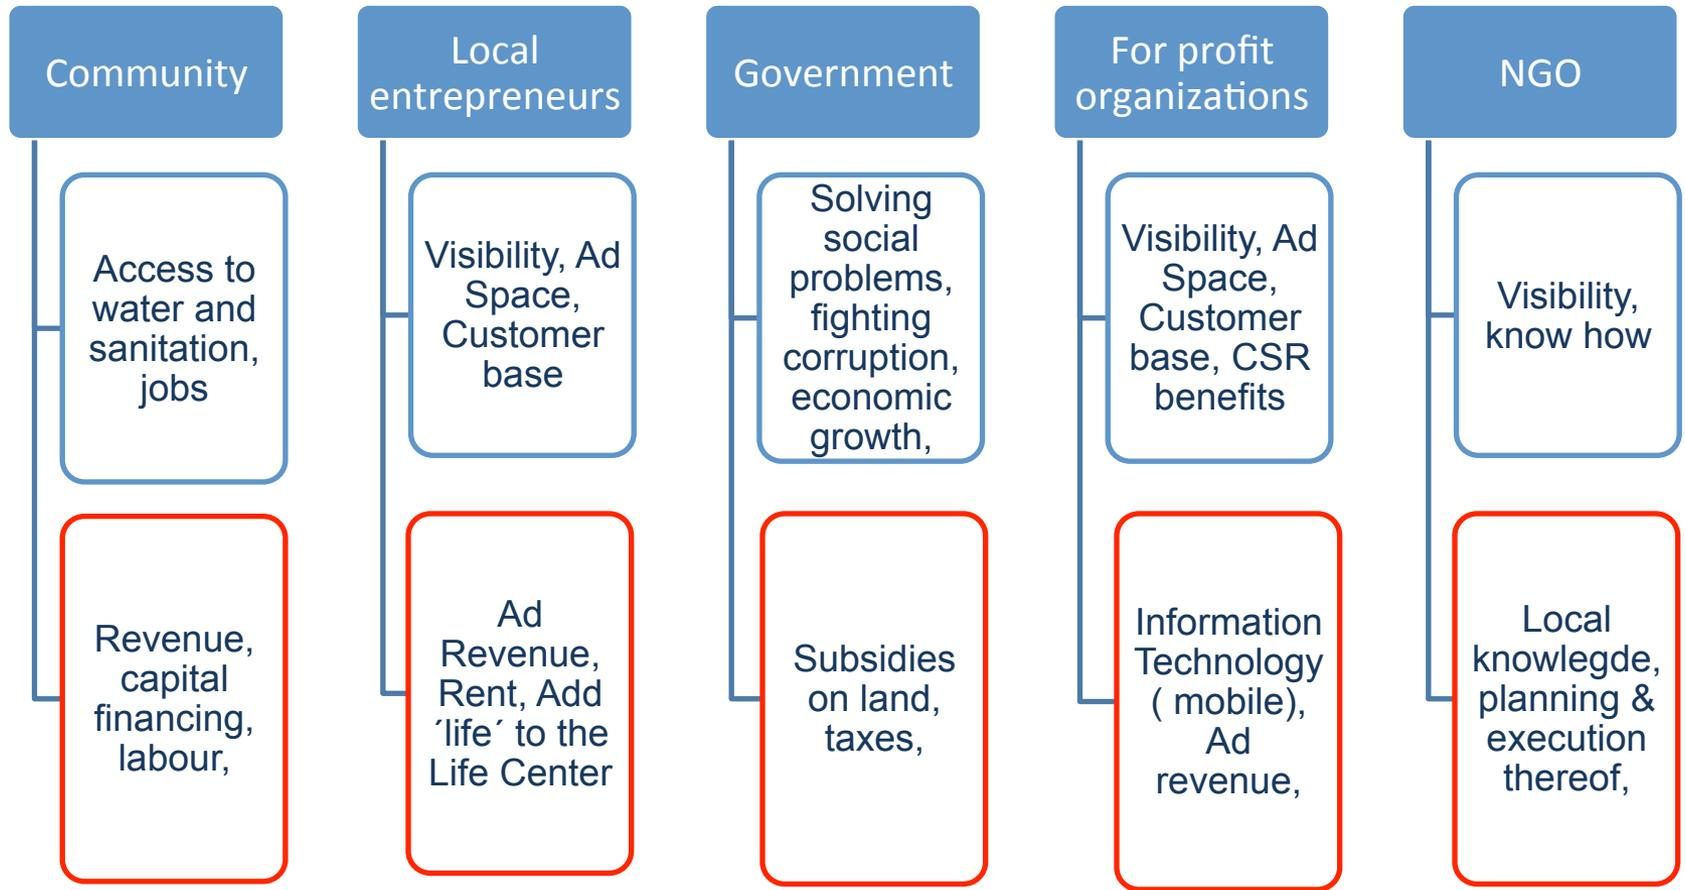 Community
Access to
water and
sanitation,
jobs
Revenue,
capital
financing,
labour,
Local
entrepreneurs
Visibility, Ad
Space,
Customer
base
Ad
Revenue,
Rent, Add
´life´ to the
Life Center
Government
Solving
social
problems,
fighting
corruption,
economic
growth,
Subsidies
on land,
taxes,
For profit
organizations
Visibility, Ad
Space,
Customer
base, CSR
benefits
Information
Technology
( mobile),
Ad
revenue,
NGO
Visibility,
know how
Local
knowlegde,
planning &
execution
thereof,